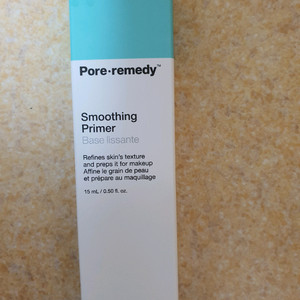 Pore·remedy™
Smoothing
Primer
Base lissante
Refines skin's texture
and preps it for makeup
Affine le grain de peau
et prépare au maquillage
15 mL / 0.50 fl. oz.